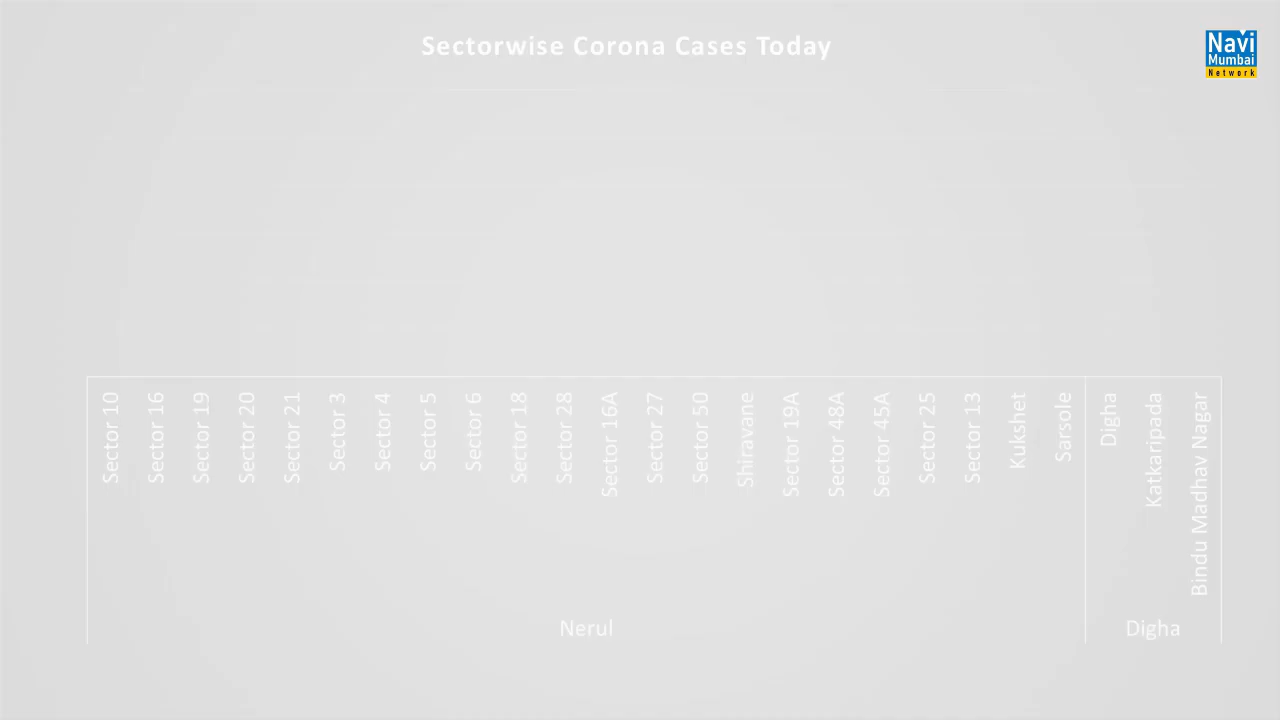 Sectorwise Corona Cases Today
Navi
Mumbai
Network
Sector 10
Sector 16
Sector 19
Sector 20
Sector 21
Sector 3
Sector 4
Sector 5
Sector 6
Sector 18
Sector 28
Sector 16A
Sector 27
Sector 50
Shiravane
Sector 19A
Sector 48A
Sector 45A
Sector 25
Sector 13
Kukshet
Sarsole
Digha
Katkaripada
Bindu Madhav Nagar
Nerul
Digha